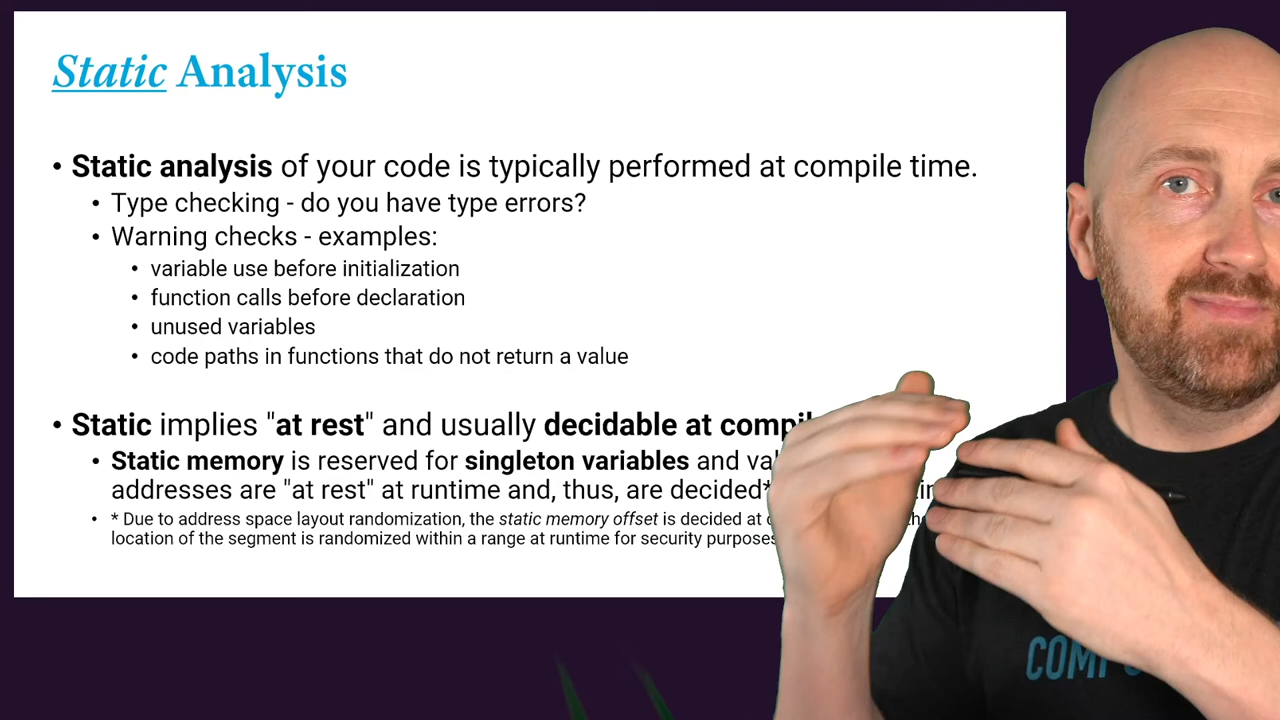 Static Analysis
• Static analysis of your code is typically performed at compile time.
• Type checking - do you have type errors?
• Warning checks - examples:
• variable use before initialization
• function calls before declaration
• unused variables
• code paths in functions that do not return a value
• Static implies "at rest" and usually decidable at
• Static memory is reserved for singleton variables and
addresses are "at rest" at runtime and, thus, are decided*
• * Due to address space layout randomization, the static memory offset is decided at
location of the segment is randomized within a range at runtime for security purposes